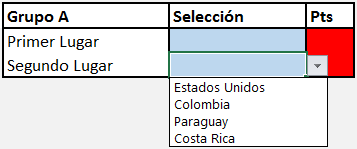 Grupo A Selección Pts
Primer Lugar
Segundo Lugar
Estados Unidos
Colombia
Paraguay
Costa Rica